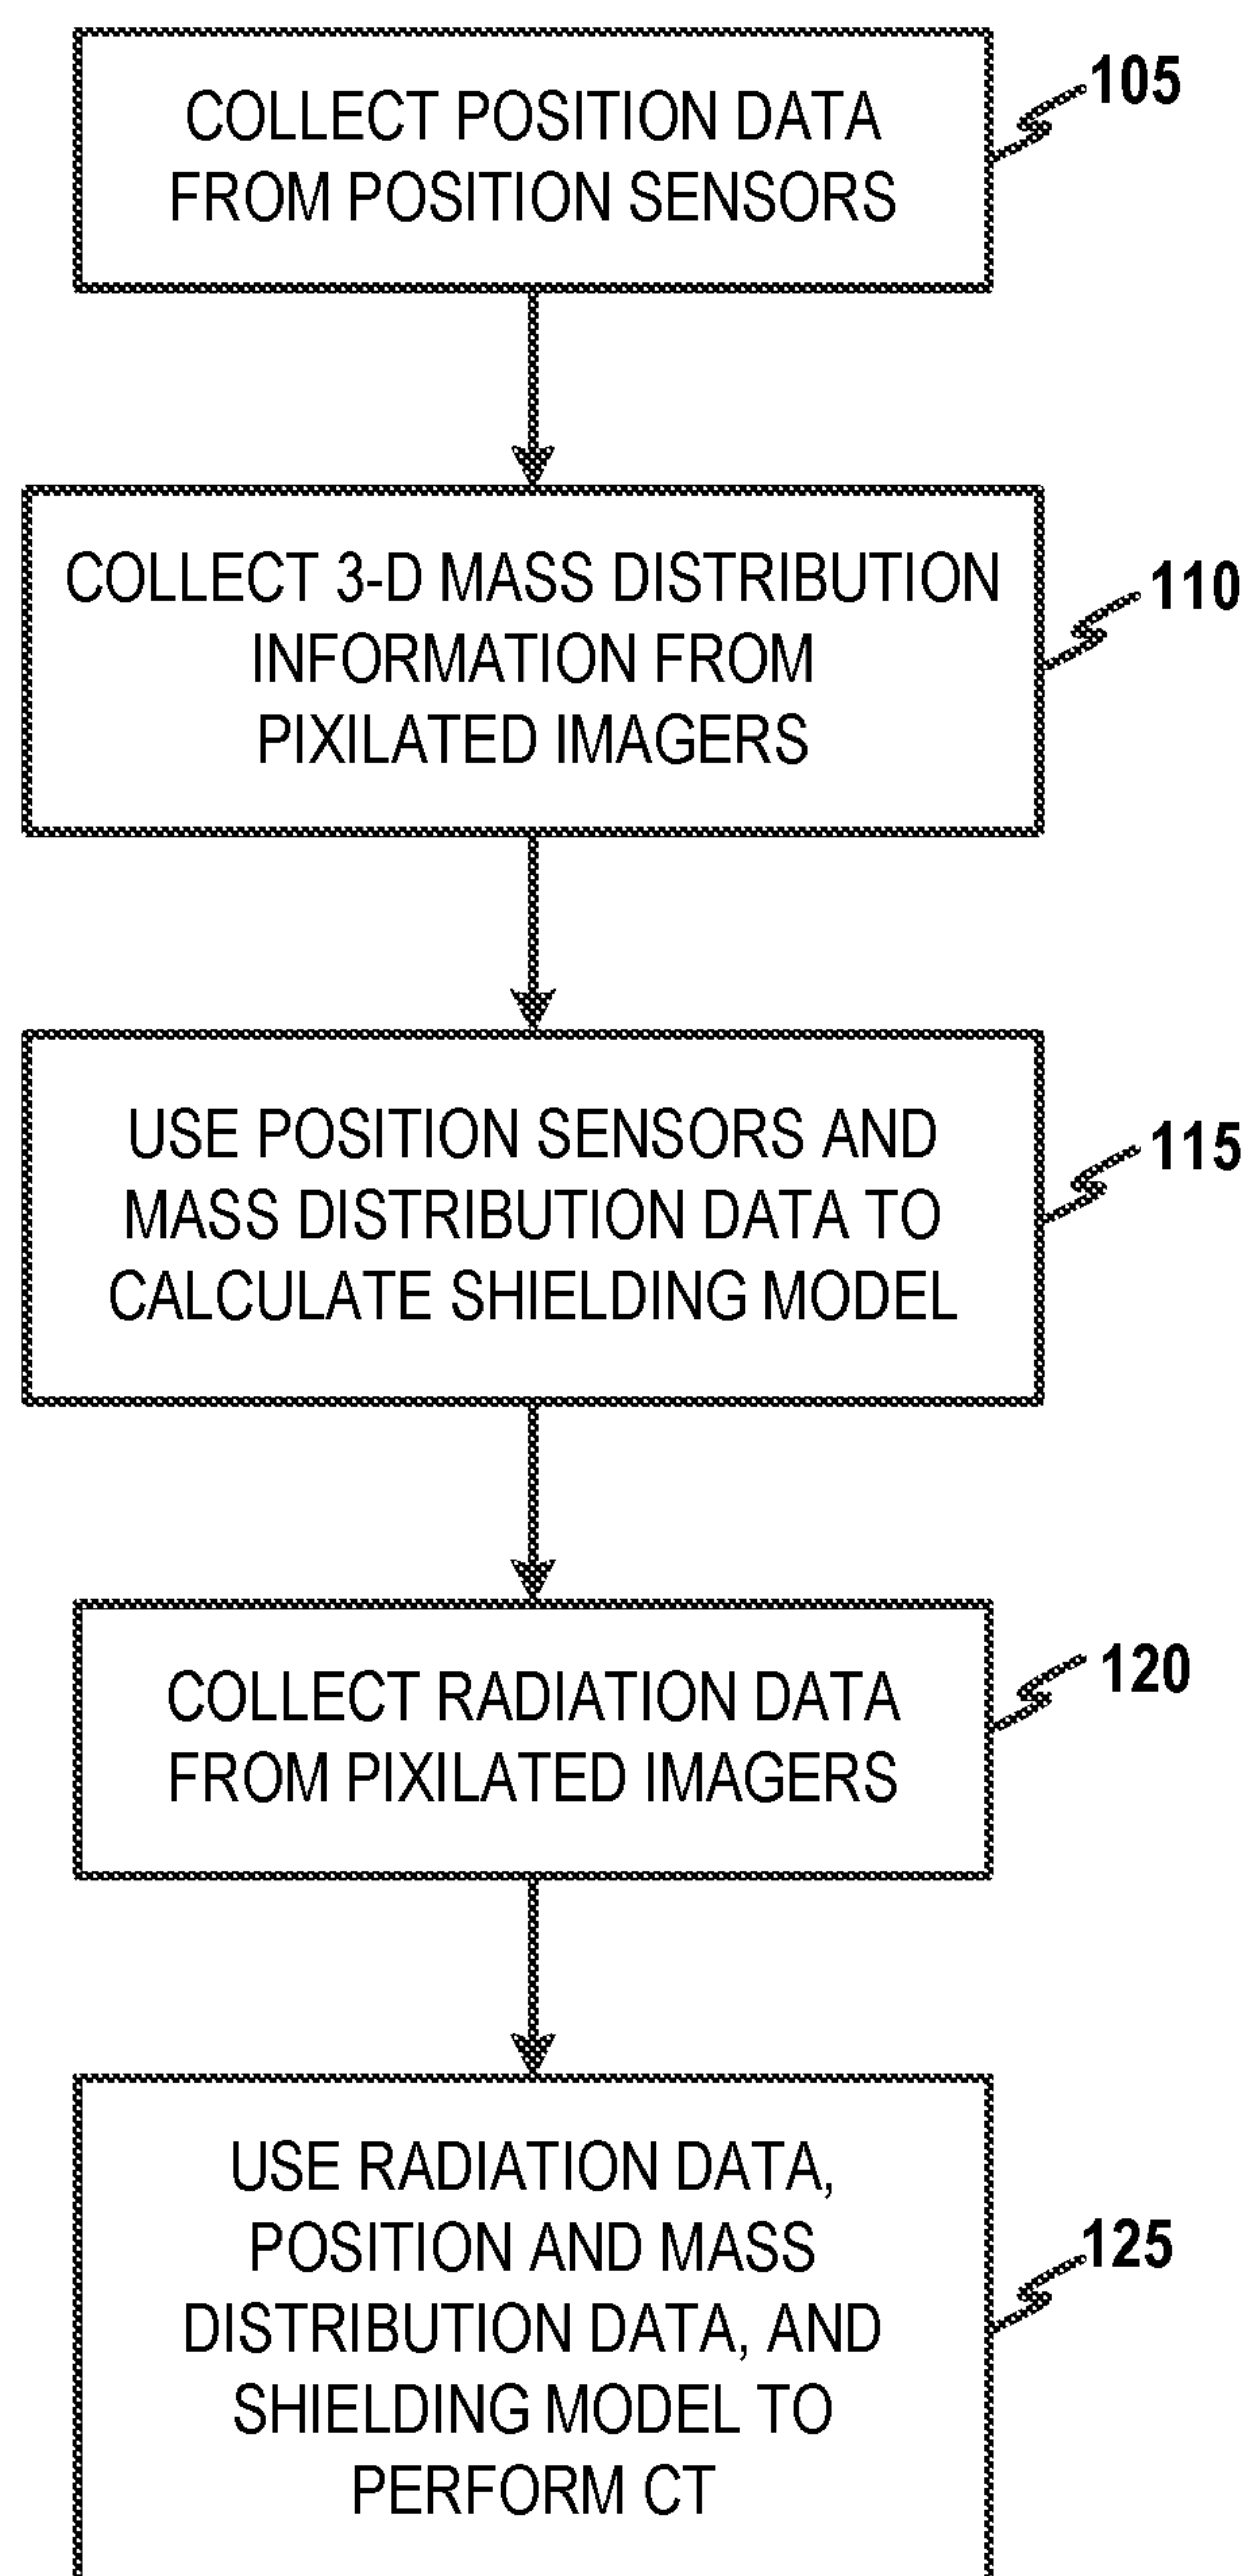 COLLECT POSITION DATA
FROM POSITION SENSORS
105
COLLECT 3-D MASS DISTRIBUTION
INFORMATION FROM
PIXILATED IMAGERS
110
USE POSITION SENSORS AND
MASS DISTRIBUTION DATA TO
CALCULATE SHIELDING MODEL
115
COLLECT RADIATION DATA
FROM PIXILATED IMAGERS
120
USE RADIATION DATA,
POSITION AND MASS
DISTRIBUTION DATA, AND
SHIELDING MODEL TO
PERFORM CT
125